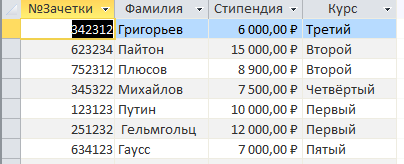 №Зачетки Фамилия Стипендия Курс
342312 Григорьев 6 000,00 ₽ Третий
623234 Пайтон 15 000,00 ₽ Второй
752312 Плюсов 8 900,00 ₽ Второй
345322 Михайлов 7 500,00 ₽ Четвёртый
123123 Путин 10 000,00 ₽ Первый
251232 Гельмгольц 12 000,00 ₽ Первый
634123 Гаусс 7 000,00 ₽ Пятый